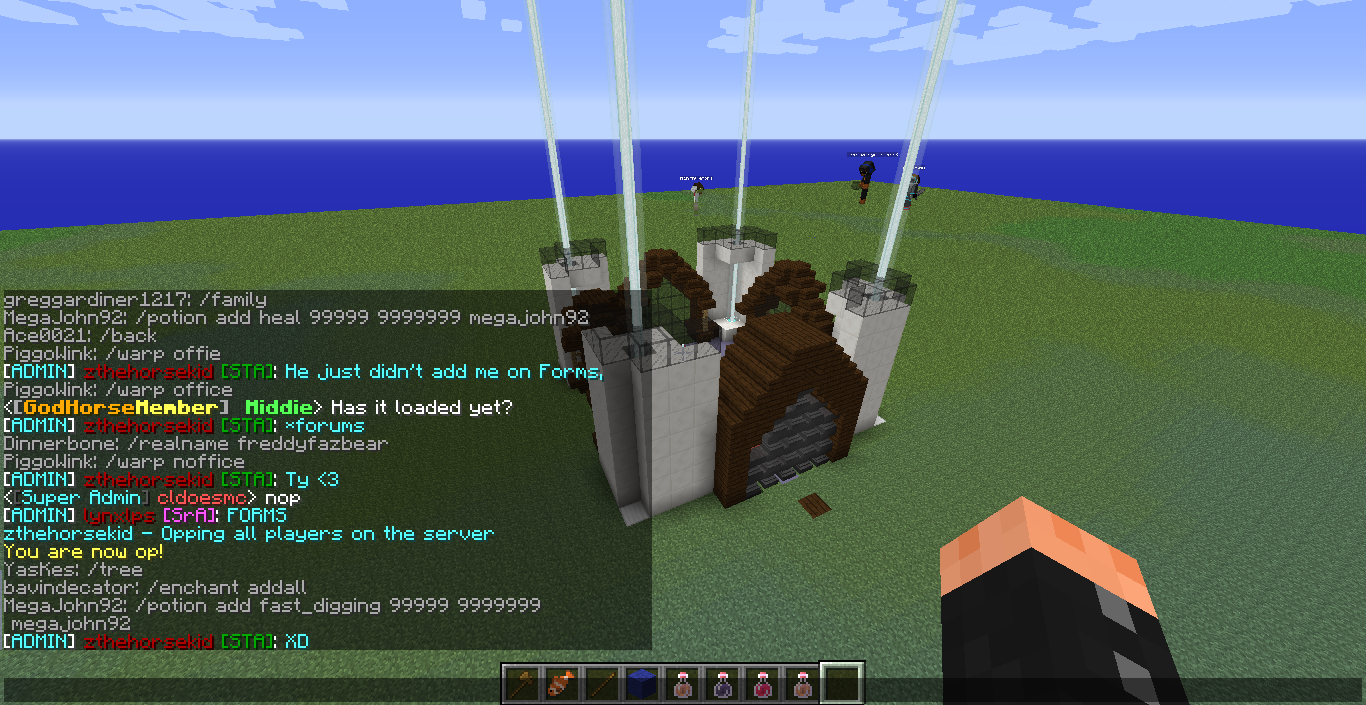 greggardiner1217: /family
MegaJohn92: /potion add heal 99999 9999999 megajohn92
Ace0021: /back
PiggoWink: /warp offie
[ADMIN] zthehorsekid [STA]: He just didn't add me on Forms,
PiggoWink: /warp office
<[GodHorseMember] Middie> Has it loaded yet?
[ADMIN] zthehorsekid [STA]: *forums
Dinnerbone: /realname freddyfazbear
PiggoWink: /warp noffice
[ADMIN] zthehorsekid [STA]: Ty <3
<[Super Admin] cldoesmc> nop
[ADMIN] lynxlps [SrA]: FORMS
zthehorsekid - Opping all players on the server
You are now op!
YasKes: /tree
bavindecator: /enchant addall
MegaJohn92: /potion add fast_digging 99999 9999999
megajohn92
[ADMIN] zthehorsekid [STA]: XD